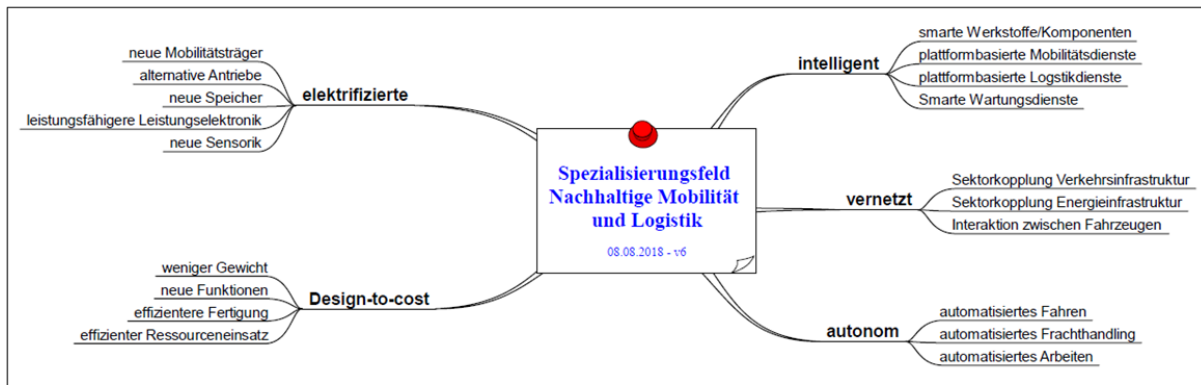 neue Mobilitätsträger
alternative Antriebe
neue Speicher
leistungsfähigere Leistungselektronik
neue Sensorik
elektrifizierte
weniger Gewicht
neue Funktionen
effizientere Fertigung
effizienter Ressourceneinsatz
Design-to-cost
Spezialisierungsfeld
Nachhaltige Mobilität
und Logistik
08.08.2018 - v6
intelligent
smarte Werkstoffe/Komponenten
plattformbasierte Mobilitätsdienste
plattformbasierte Logstikdienste
Smarte Wartungsdienste
vernetzt
Sektorkopplung Verkehrsinfrastruktur
Sektorkopplung Energieinfrastruktur
Interaktion zwischen Fahrzeugen
autonom
automatisiertes Fahren
automatisiertes Frachthandling
automatisiertes Arbeiten